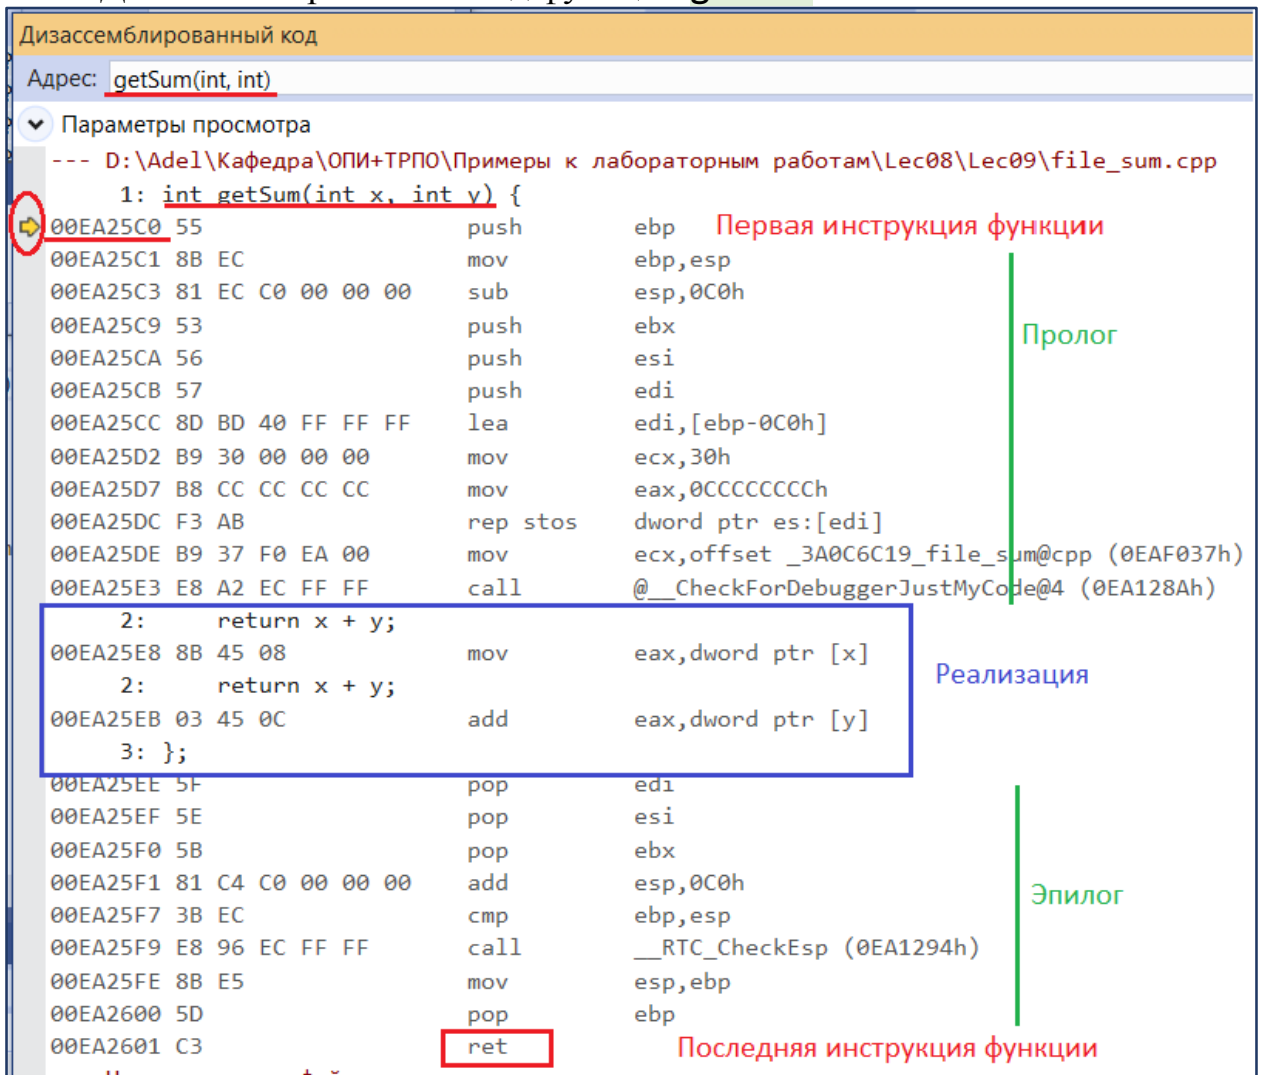 Дизассемблированный код
Адрес: getSum(int, int)
Параметры просмотра
--- D:\Adel\Кафедра\ОПИ+ТРПО\Примеры к лабораторным работам\Lec08\Lec09\file_sum.cpp
1: int getSum(int x, int y) {
00EA25C0 55 push ebp Первая инструкция функции
00EA25C1 8B EC mov ebp,esp
00EA25C3 81 EC C0 00 00 00 sub esp,0C0h
00EA25C9 53 push ebx
Пролог
00EA25CA 56 push esi
00EA25CB 57 push edi
00EA25CC 8D BD 40 FF FF FF lea edi,[ebp-0C0h]
00EA25D2 B9 30 00 00 00 mov ecx,30h
00EA25D7 B8 CC CC CC CC mov eax,0CCCCCCCCh
00EA25DC F3 AB rep stos dword ptr es:[edi]
00EA25DE B9 37 F0 EA 00 mov ecx,offset _3A0C6C19_file_sum@cpp (0EAF037h)
00EA25E3 E8 A2 EC FF FF call @__CheckForDebuggerJustMyCode@4 (0EA128Ah)
2: return x + y;
00EA25E8 8B 45 08 mov eax,dword ptr [x]
Реализация
2: return x + y;
00EA25EB 03 45 0C add eax,dword ptr [y]
3: };
00EA25EE 5F pop edi
00EA25EF 5E pop esi
00EA25F0 5B pop ebx
00EA25F1 81 C4 C0 00 00 00 add esp,0C0h
Эпилог
00EA25F7 3B EC cmp ebp,esp
00EA25F9 E8 96 EC FF FF call __RTC_CheckEsp (0EA1294h)
00EA25FE 8B E5 mov esp,ebp
00EA2600 5D pop ebp
00EA2601 C3 ret Последняя инструкция функции